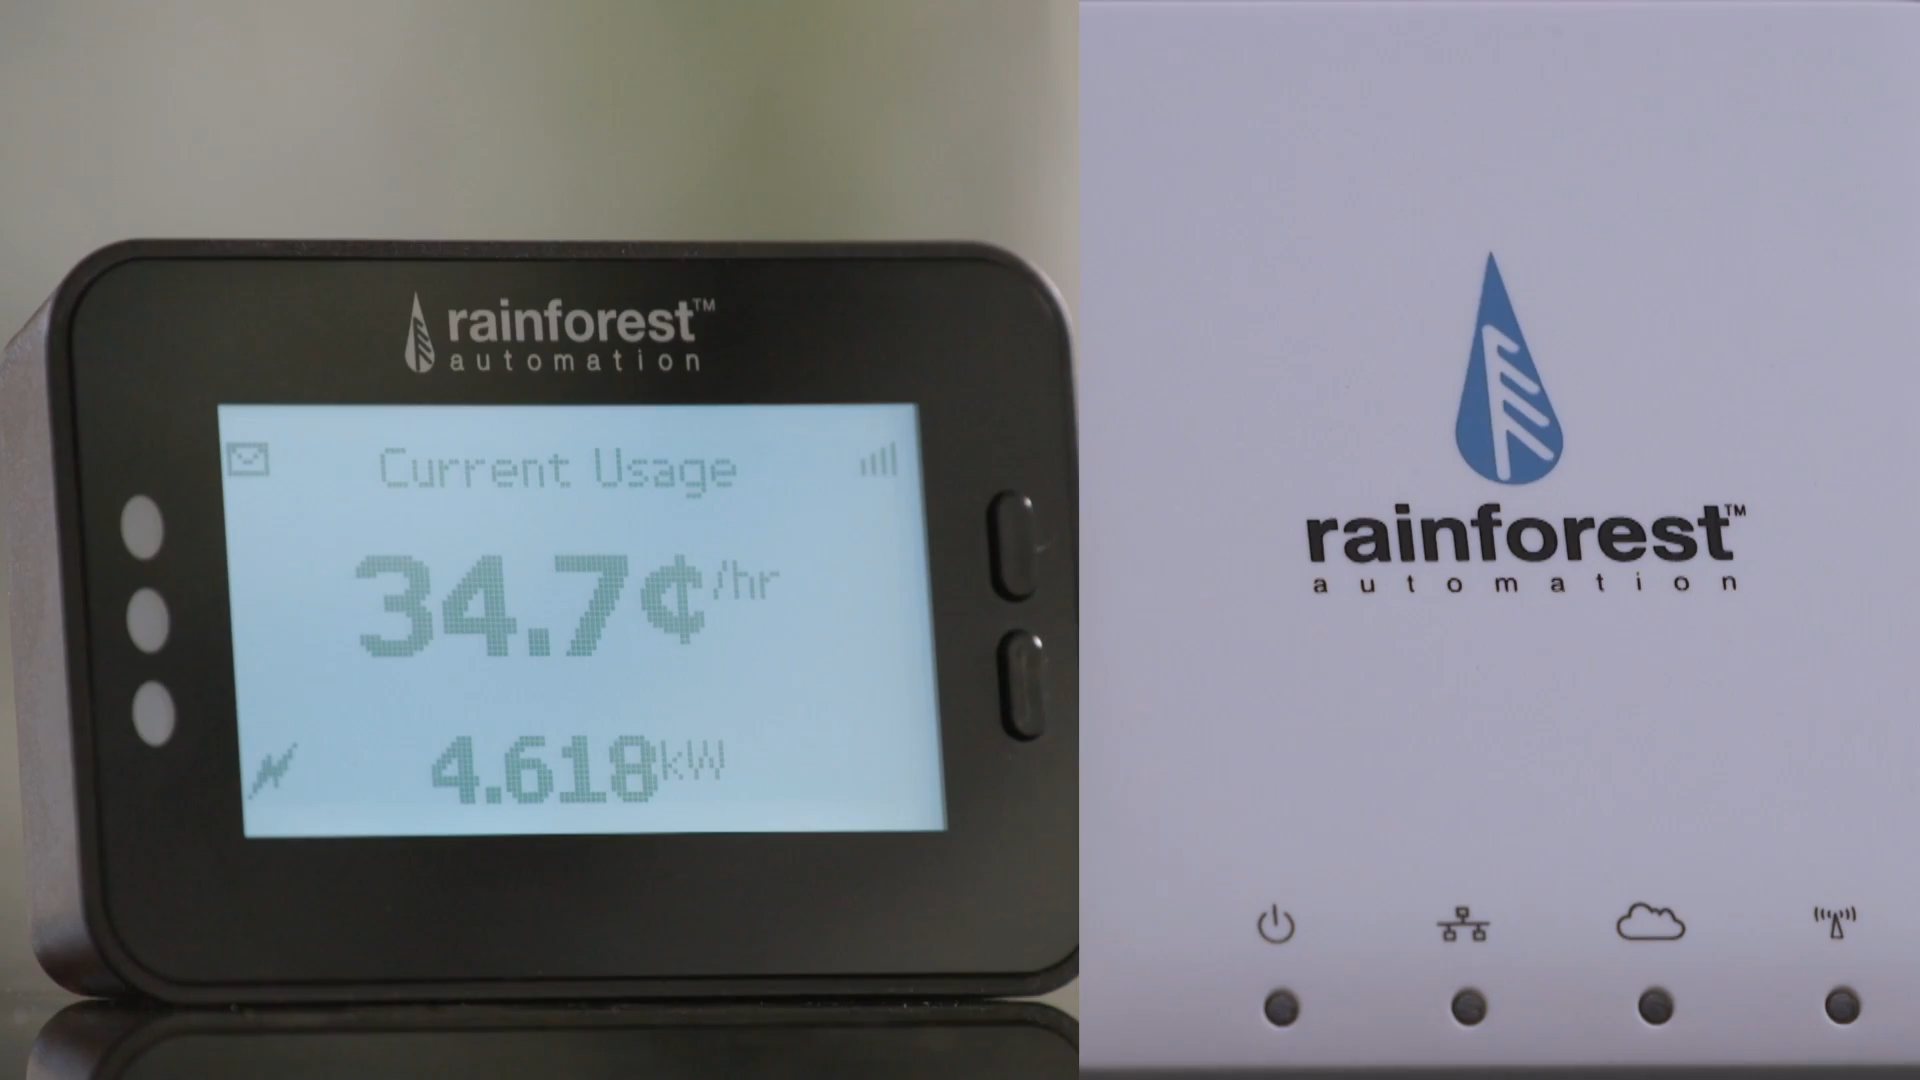 rainforest™
automation
Current Usage
34.7¢/hr
4.618kW
rainforest™
automation